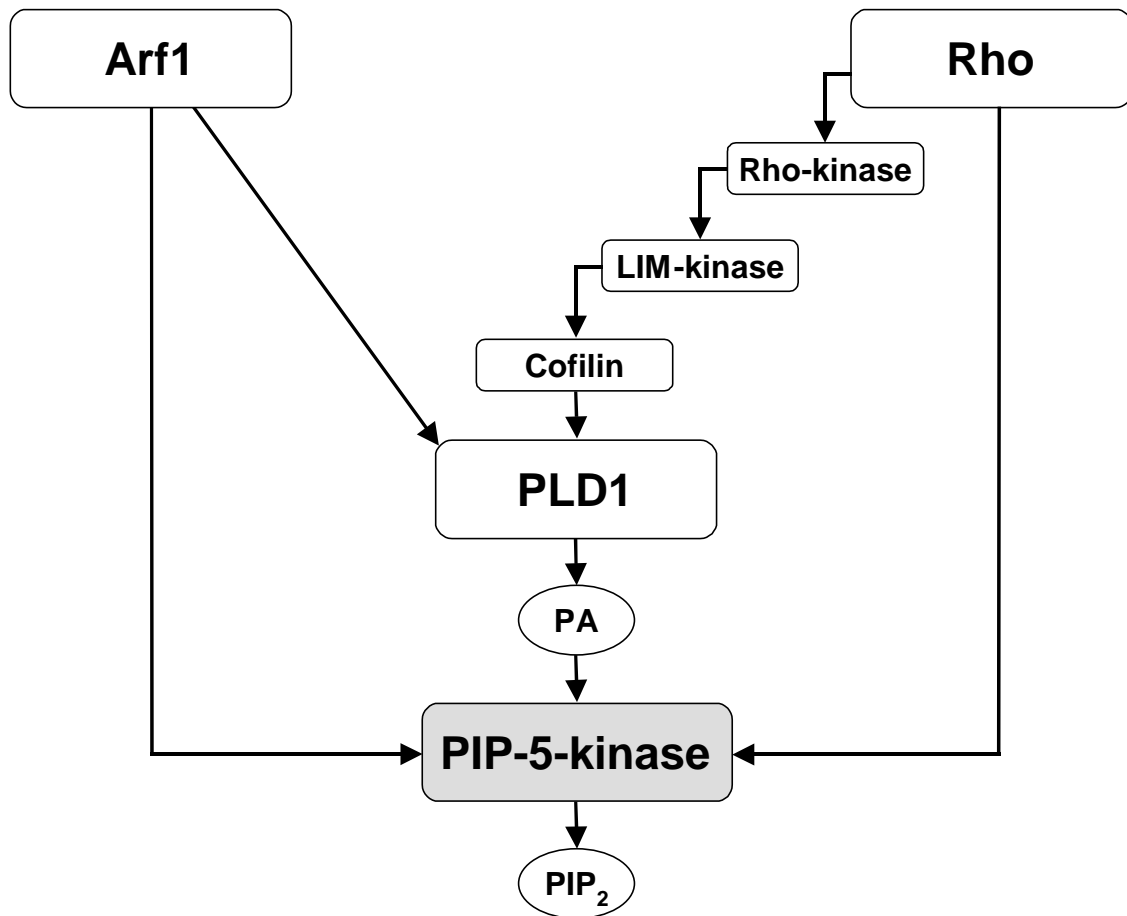 Arf1
Rho
Rho-kinase
LIM-kinase
Cofilin
PLD1
PA
PIP-5-kinase
PIP₂